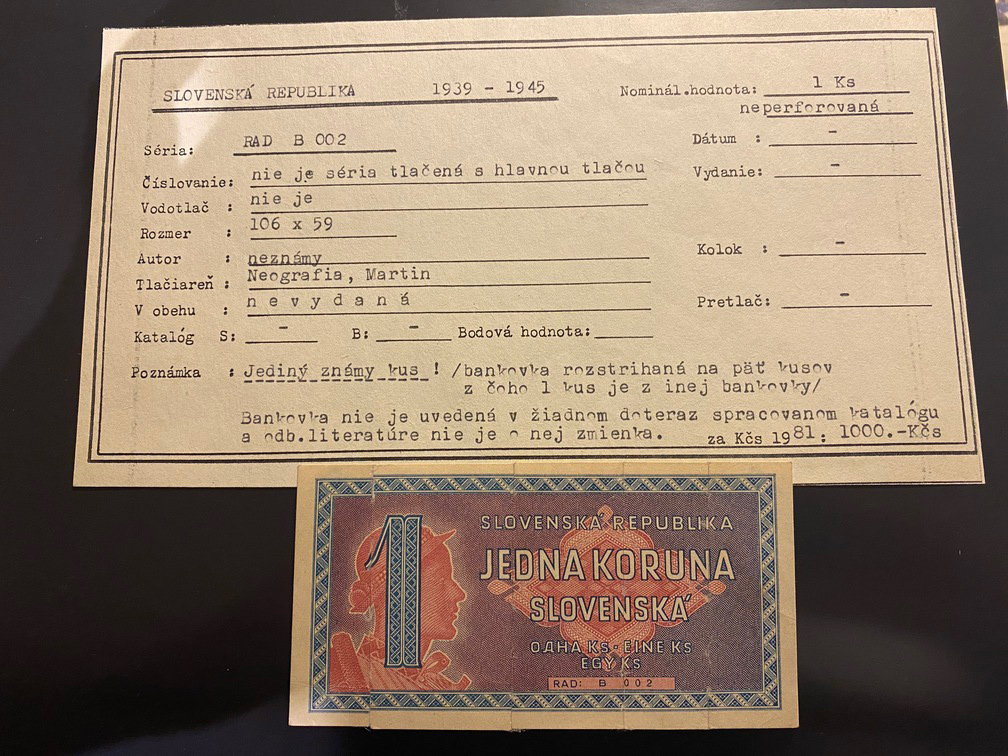 SLOVENSKÁ REPUBLIKA 1939 - 1945 Nominál.hodnota: 1 Ks
neperforovaná
Séria: RAD B 002 Dátum : -
Číslovanie: nie je séria tlačená s hlavnou tlačou Vydanie: -
Vodotlač : nie je
Rozmer : 106 x 59
Autor : neznámy Kolok : -
Tlačiareň : Neografia, Martin
V obehu : n e v y d a n á Pretlač: -
Katalóg S: - B: - Bodová hodnota:
Poznámka : Jediný známy kus ! /bankovka rozstrihaná na päť kusov
z čoho 1 kus je z inej bankovky/
Bankovka nie je uvedená v žiadnom doteraz spracovanom katalógu
a odb.literatúre nie je o nej zmienka. za Kčs 1981: 1000.-Kčs
1
SLOVENSKÁ REPUBLIKA
JEDNA KORUNA
SLOVENSKÁ
ОДНА Кs - EINE Ks
EGY Ks
RAD: B 002